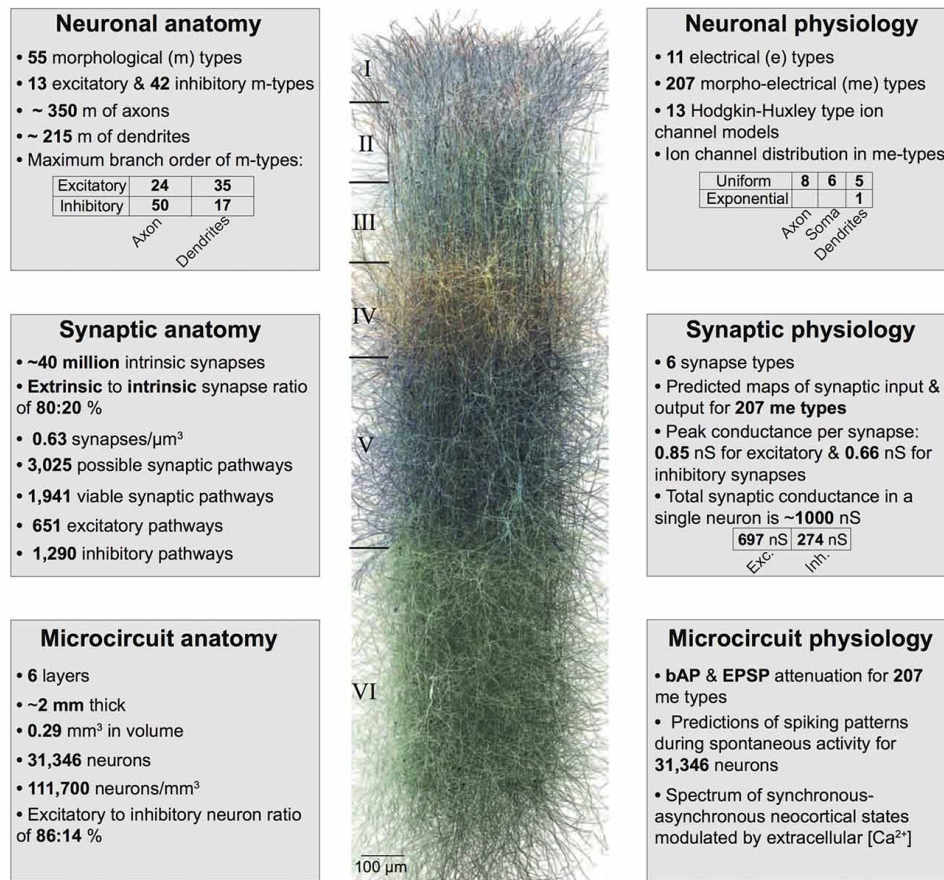 Neuronal anatomy
• 55 morphological (m) types
• 13 excitatory & 42 inhibitory m-types
• ~ 350 m of axons
• ~ 215 m of dendrites
• Maximum branch order of m-types:
Excitatory 24 35
Inhibitory 50 17
Axon Dendrites
Synaptic anatomy
• ~40 million intrinsic synapses
• Extrinsic to intrinsic synapse ratio
of 80:20 %
• 0.63 synapses/µm³
• 3,025 possible synaptic pathways
• 1,941 viable synaptic pathways
• 651 excitatory pathways
• 1,290 inhibitory pathways
Microcircuit anatomy
• 6 layers
• ~2 mm thick
• 0.29 mm³ in volume
• 31,346 neurons
• 111,700 neurons/mm³
• Excitatory to inhibitory neuron ratio
of 86:14 %
I
II
III
IV
V
VI
100 µm
Neuronal physiology
• 11 electrical (e) types
• 207 morpho-electrical (me) types
• 13 Hodgkin-Huxley type ion
channel models
• Ion channel distribution in me-types
Uniform 8 6 5
Exponential 1
Axon Soma Dendrites
Synaptic physiology
• 6 synapse types
• Predicted maps of synaptic input &
output for 207 me types
• Peak conductance per synapse:
0.85 nS for excitatory & 0.66 nS for
inhibitory synapses
• Total synaptic conductance in a
single neuron is ~1000 nS
697 nS 274 nS
Exc. Inh.
Microcircuit physiology
• bAP & EPSP attenuation for 207
me types
• Predictions of spiking patterns
during spontaneous activity for
31,346 neurons
• Spectrum of synchronous-
asynchronous neocortical states
modulated by extracellular [Ca²⁺]